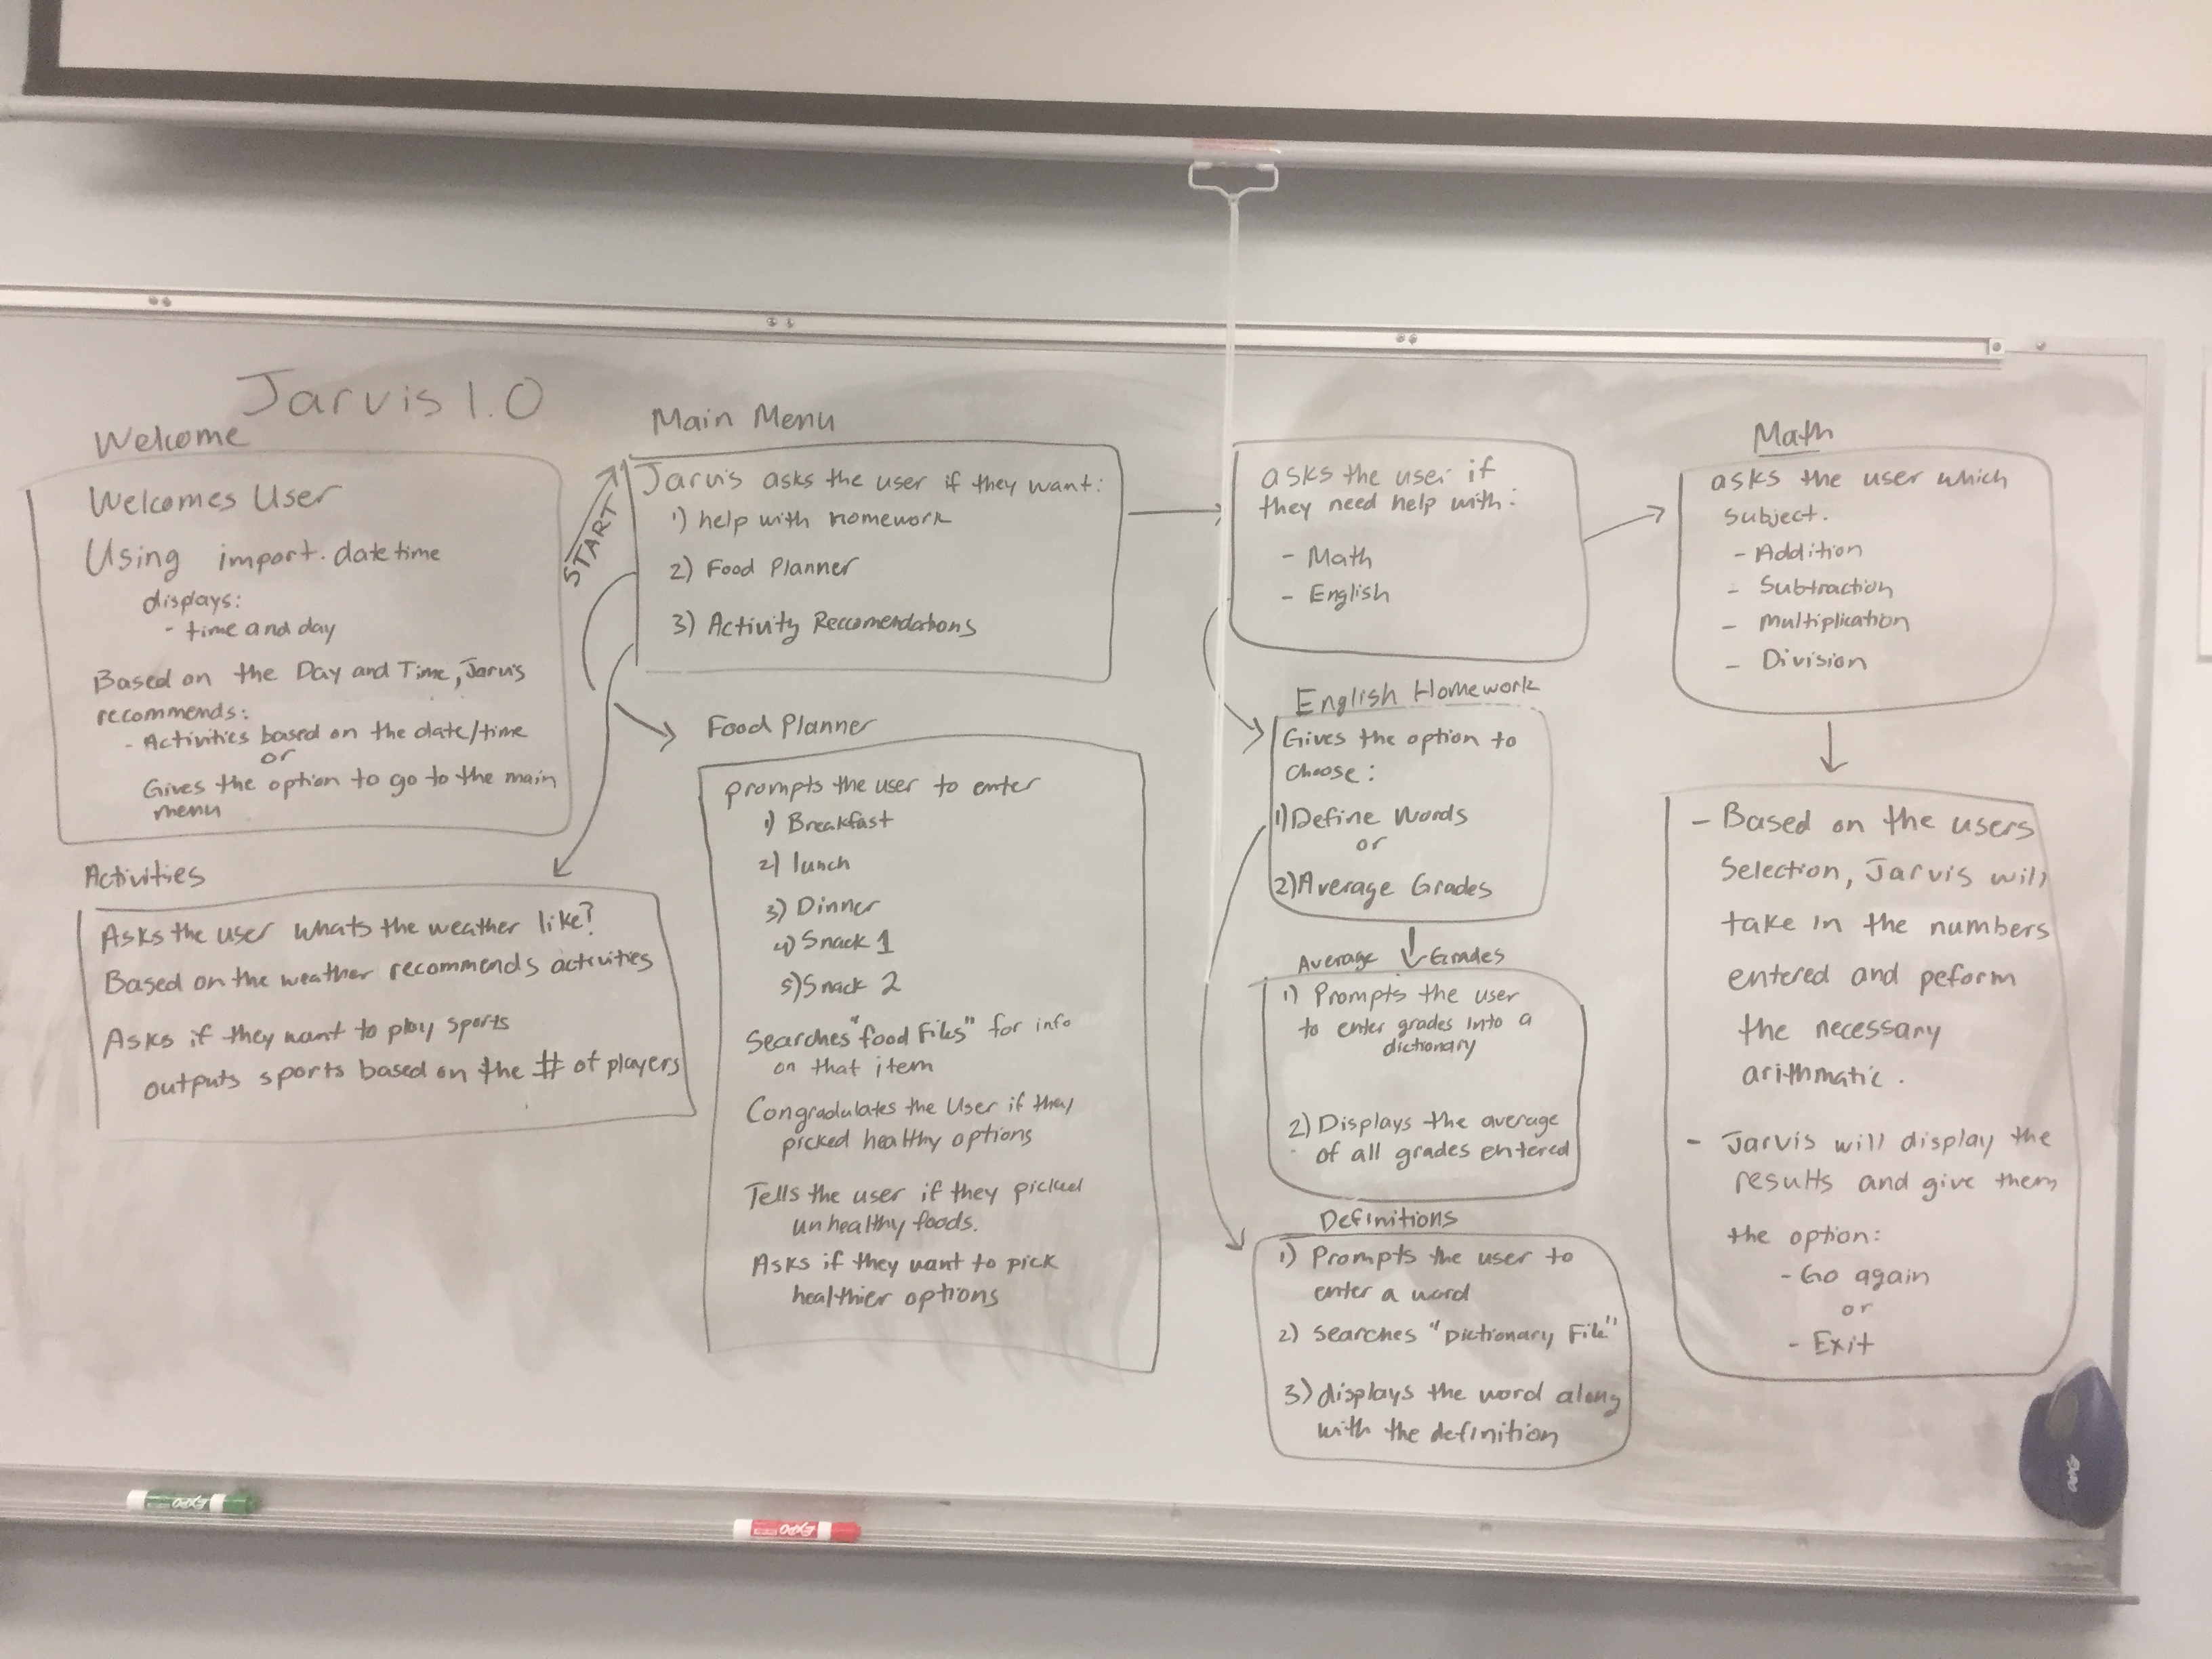 Jarvis 1.0
Welcome
Welcomes User
Using import.datetime
displays:
- time and day
Based on the Day and Time, Jarvis
recommends:
- Activities based on the date/time
or
Gives the option to go to the main
menu
START
Main Menu
Jarvis asks the user if they want:
1) help with homework
2) Food Planner
3) Activity Reccomendations
Activities
Asks the user whats the weather like?
Based on the weather recommends activities
Asks if they want to play sports
outputs sports based on the # of players
Food Planner
prompts the user to enter
1) Breakfast
2) lunch
3) Dinner
4) Snack 1
5) Snack 2
Searches "food Files" for info
on that item
Congradulates the User if they
picked healthy options
Tells the user if they picked
unhealthy foods.
Asks if they want to pick
healthier options
asks the user if
they need help with:
- Math
- English
English Homework
Gives the option to
choose:
1) Define Words
or
2) Average Grades
Average Grades
1) Prompts the user
to enter grades into a
dictionary
2) Displays the average
of all grades entered
Definitions
1) Prompts the user to
enter a word
2) searches "Dictionary File"
3) displays the word along
with the definition
Math
asks the user which
subject.
- Addition
- Subtraction
- Multiplication
- Division
- Based on the users
selection, Jarvis will
take in the numbers
entered and peform
the necessary
arithmatic.
- Jarvis will display the
results and give them
the option:
- Go again
or
- Exit
EXPO
EXPO
EXPO